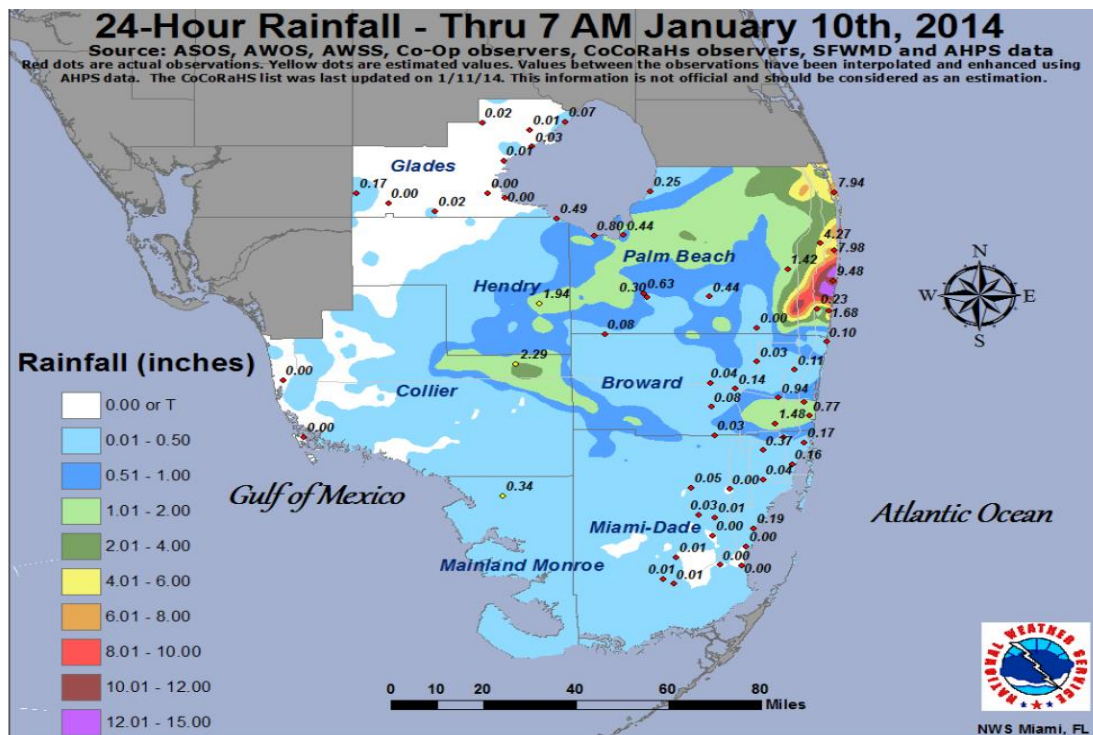 24-Hour Rainfall - Thru 7 AM January 10th, 2014
Source: ASOS, AWOS, AWSS, Co-Op observers, CoCoRaHs observers, SFWMD and AHPS data
Red dots are actual observations. Yellow dots are estimated values. Values between the observations have been interpolated and enhanced using
AHPS data. The CoCoRaHS list was last updated on 1/11/14. This information is not official and should be considered as an estimation.
0.02
0.01
0.07
0.03
0.01
Glades
0.17
0.00
0.00
0.00
0.02
0.25
7.94
0.49
0.80
0.44
4.27
7.98
Palm Beach
1.42
9.48
Hendry
1.94
0.30
0.63
0.44
0.23
1.68
0.08
0.00
0.10
N
W
E
S
Rainfall (inches)
0.00 or T
0.01 - 0.50
0.51 - 1.00
1.01 - 2.00
2.01 - 4.00
4.01 - 6.00
6.01 - 8.00
8.01 - 10.00
10.01 - 12.00
12.01 - 15.00
0.00
2.29
0.03
0.11
Collier
Broward
0.04
0.14
0.08
0.94
0.77
1.48
0.00
0.03
0.37
0.17
0.16
0.04
Gulf of Mexico
0.34
0.05
0.00
Atlantic Ocean
0.03
0.01
Miami-Dade
0.00
0.19
0.00
Mainland Monroe
0.01
0.00
0.00
0.01
0.01
0
10
20
40
60
80
Miles
NATIONAL WEATHER SERVICE
NWS Miami, FL